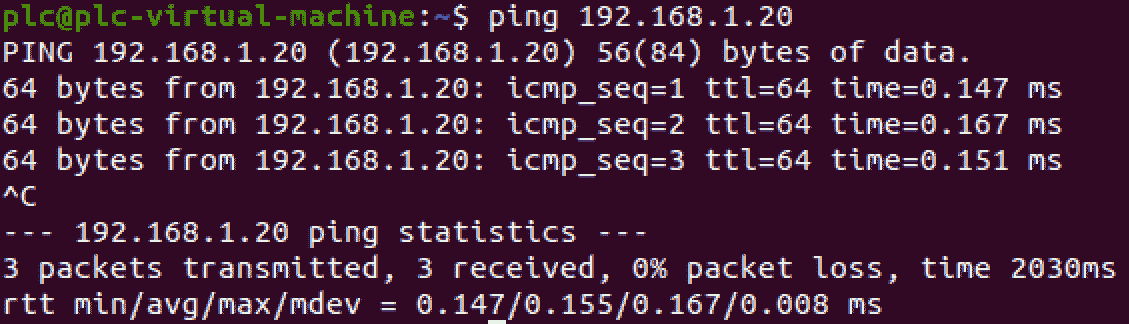 plc@plc-virtual-machine:~$ ping 192.168.1.20
PING 192.168.1.20 (192.168.1.20) 56(84) bytes of data.
64 bytes from 192.168.1.20: icmp_seq=1 ttl=64 time=0.147 ms
64 bytes from 192.168.1.20: icmp_seq=2 ttl=64 time=0.167 ms
64 bytes from 192.168.1.20: icmp_seq=3 ttl=64 time=0.151 ms
^C
--- 192.168.1.20 ping statistics ---
3 packets transmitted, 3 received, 0% packet loss, time 2030ms
rtt min/avg/max/mdev = 0.147/0.155/0.167/0.008 ms